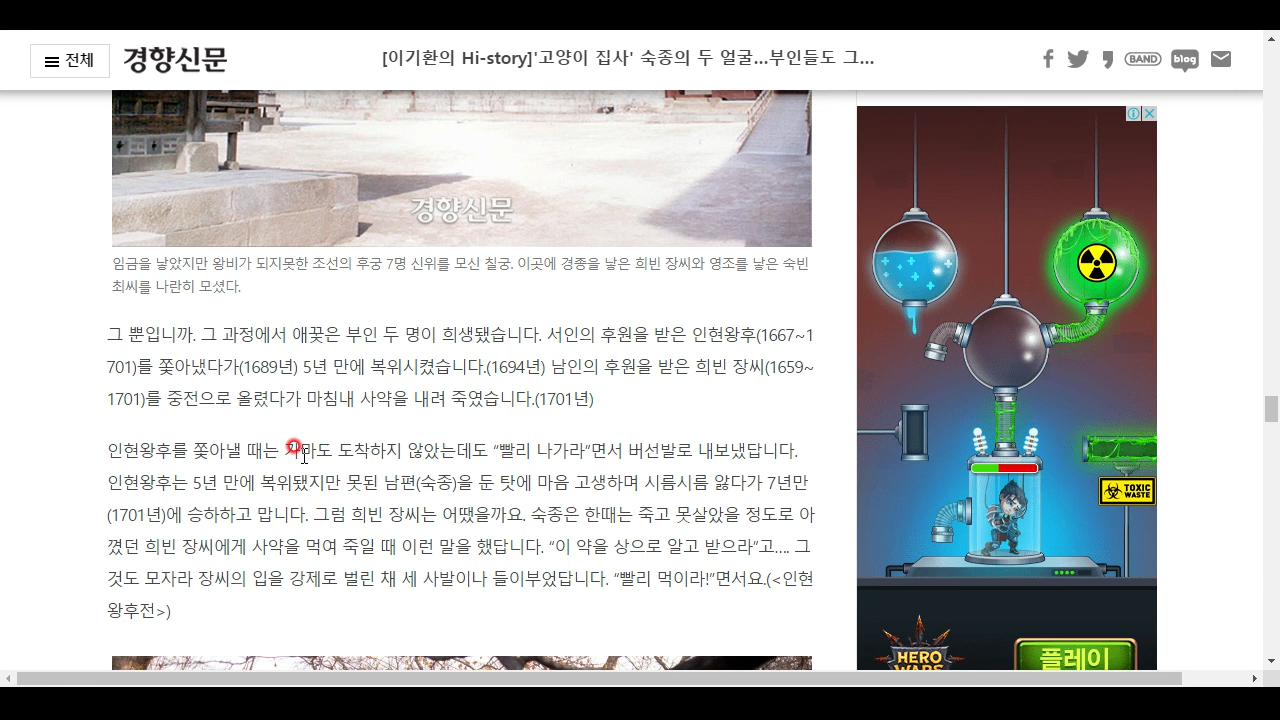 전체
경향신문
[이기환의 Hi-story]'고양이 집사' 숙종의 두 얼굴...부인들도 그...
BAND
blog
경향신문
임금을 낳았지만 왕비가 되지못한 조선의 후궁 7명 신위를 모신 칠궁. 이곳에 경종을 낳은 희빈 장씨와 영조를 낳은 숙빈
최씨를 나란히 모셨다.
그 뿐입니까. 그 과정에서 애꿎은 부인 두 명이 희생됐습니다. 서인의 후원을 받은 인현왕후(1667~1
701)를 쫓아냈다가(1689년) 5년 만에 복위시켰습니다.(1694년) 남인의 후원을 받은 희빈 장씨(1659~
1701)를 중전으로 올렸다가 마침내 사약을 내려 죽였습니다.(1701년)
인현왕후를 쫓아낼 때는 가마도 도착하지 않았는데도 “빨리 나가라”면서 버선발로 내보냈답니다.
인현왕후는 5년 만에 복위됐지만 못된 남편(숙종)을 둔 탓에 마음 고생하며 시름시름 앓다가 7년만
(1701년)에 승하하고 맙니다. 그럼 희빈 장씨는 어땠을까요. 숙종은 한때는 죽고 못살았을 정도로 아
꼈던 희빈 장씨에게 사약을 먹여 죽일 때 이런 말을 했답니다. “이 약을 상으로 알고 받으라”고.... 그
것도 모자라 장씨의 입을 강제로 벌린 채 세 사발이나 들이부었답니다. “빨리 먹이라!”면서요.(<인현
왕후전>)
TOXIC
WASTE
HERO
WARS
플레이